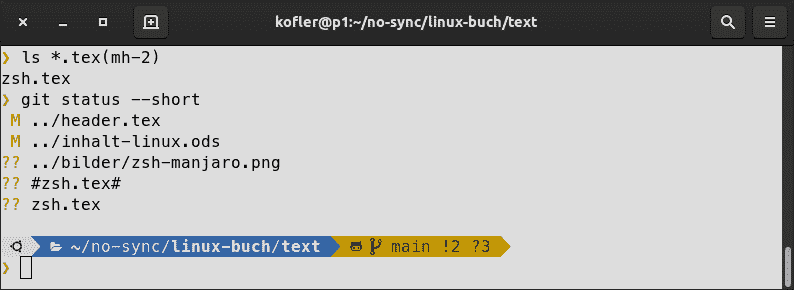 kofler@p1:~/no-sync/linux-buch/text
❯ ls *.tex(mh-2)
zsh.tex
❯ git status --short
 M ../header.tex
 M ../inhalt-linux.ods
?? ../bilder/zsh-manjaro.png
?? #zsh.tex#
?? zsh.tex
~/no-sync/linux-buch/text main !2 ?3
❯